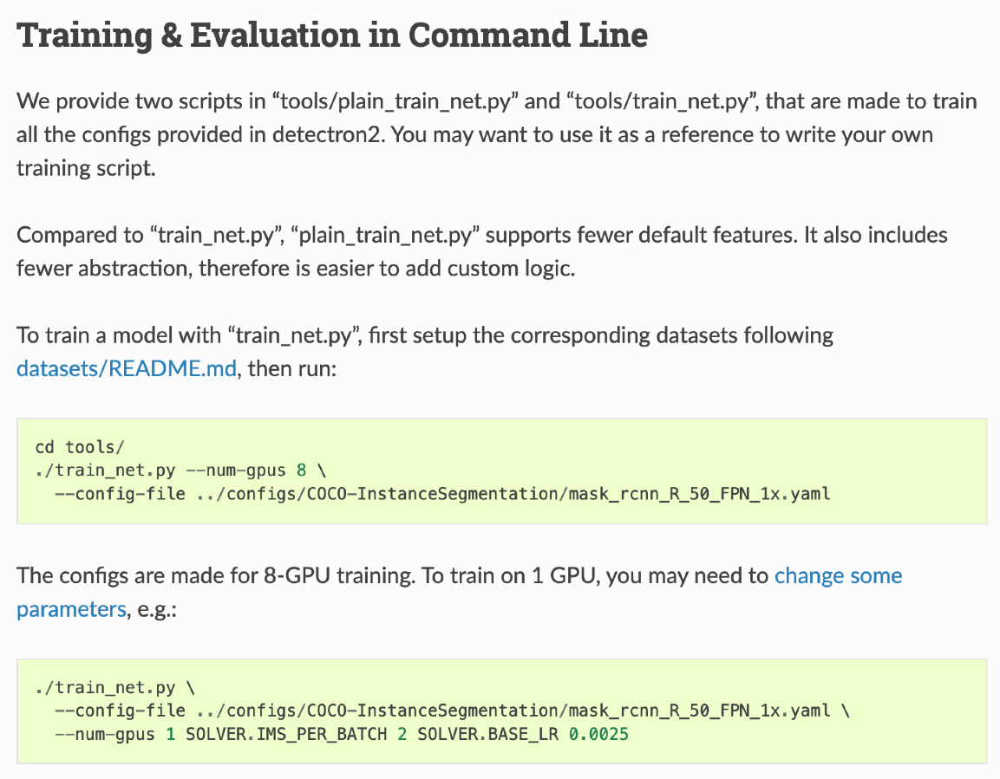 Training & Evaluation in Command Line
We provide two scripts in “tools/plain_train_net.py” and “tools/train_net.py”, that are made to train
all the configs provided in detectron2. You may want to use it as a reference to write your own
training script.
Compared to “train_net.py”, “plain_train_net.py” supports fewer default features. It also includes
fewer abstraction, therefore is easier to add custom logic.
To train a model with “train_net.py”, first setup the corresponding datasets following
datasets/README.md, then run:
cd tools/
./train_net.py --num-gpus 8 \
  --config-file ../configs/COCO-InstanceSegmentation/mask_rcnn_R_50_FPN_1x.yaml
The configs are made for 8-GPU training. To train on 1 GPU, you may need to change some
parameters, e.g.:
./train_net.py \
  --config-file ../configs/COCO-InstanceSegmentation/mask_rcnn_R_50_FPN_1x.yaml \
  --num-gpus 1 SOLVER.IMS_PER_BATCH 2 SOLVER.BASE_LR 0.0025